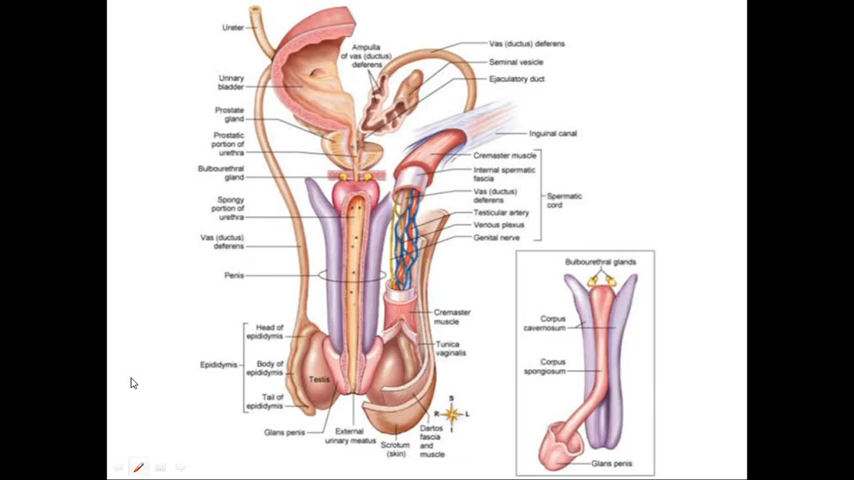 Ureter
Urinary
bladder
Prostate
gland
Prostatic
portion of
urethra
Bulbourethral
gland
Spongy
portion of
urethra
Vas (ductus)
deferens
Penis
Epididymis
Head of
epididymis
Body of
epididymis
Tail of
epididymis
Testis
Glans penis
External
urinary meatus
Scrotum
(skin)
Dartos
fascia
and
muscle
Ampulla
of vas (ductus)
deferens
Vas (ductus) deferens
Seminal vesicle
Ejaculatory duct
Inguinal canal
Cremaster muscle
Internal spermatic
fascia
Vas (ductus)
deferens
Testicular artery
Venous plexus
Genital nerve
Spermatic
cord
Cremaster
muscle
Tunica
vaginalis
S
R L
I
Bulbourethral glands
Corpus
cavernosum
Corpus
spongiosum
Glans penis